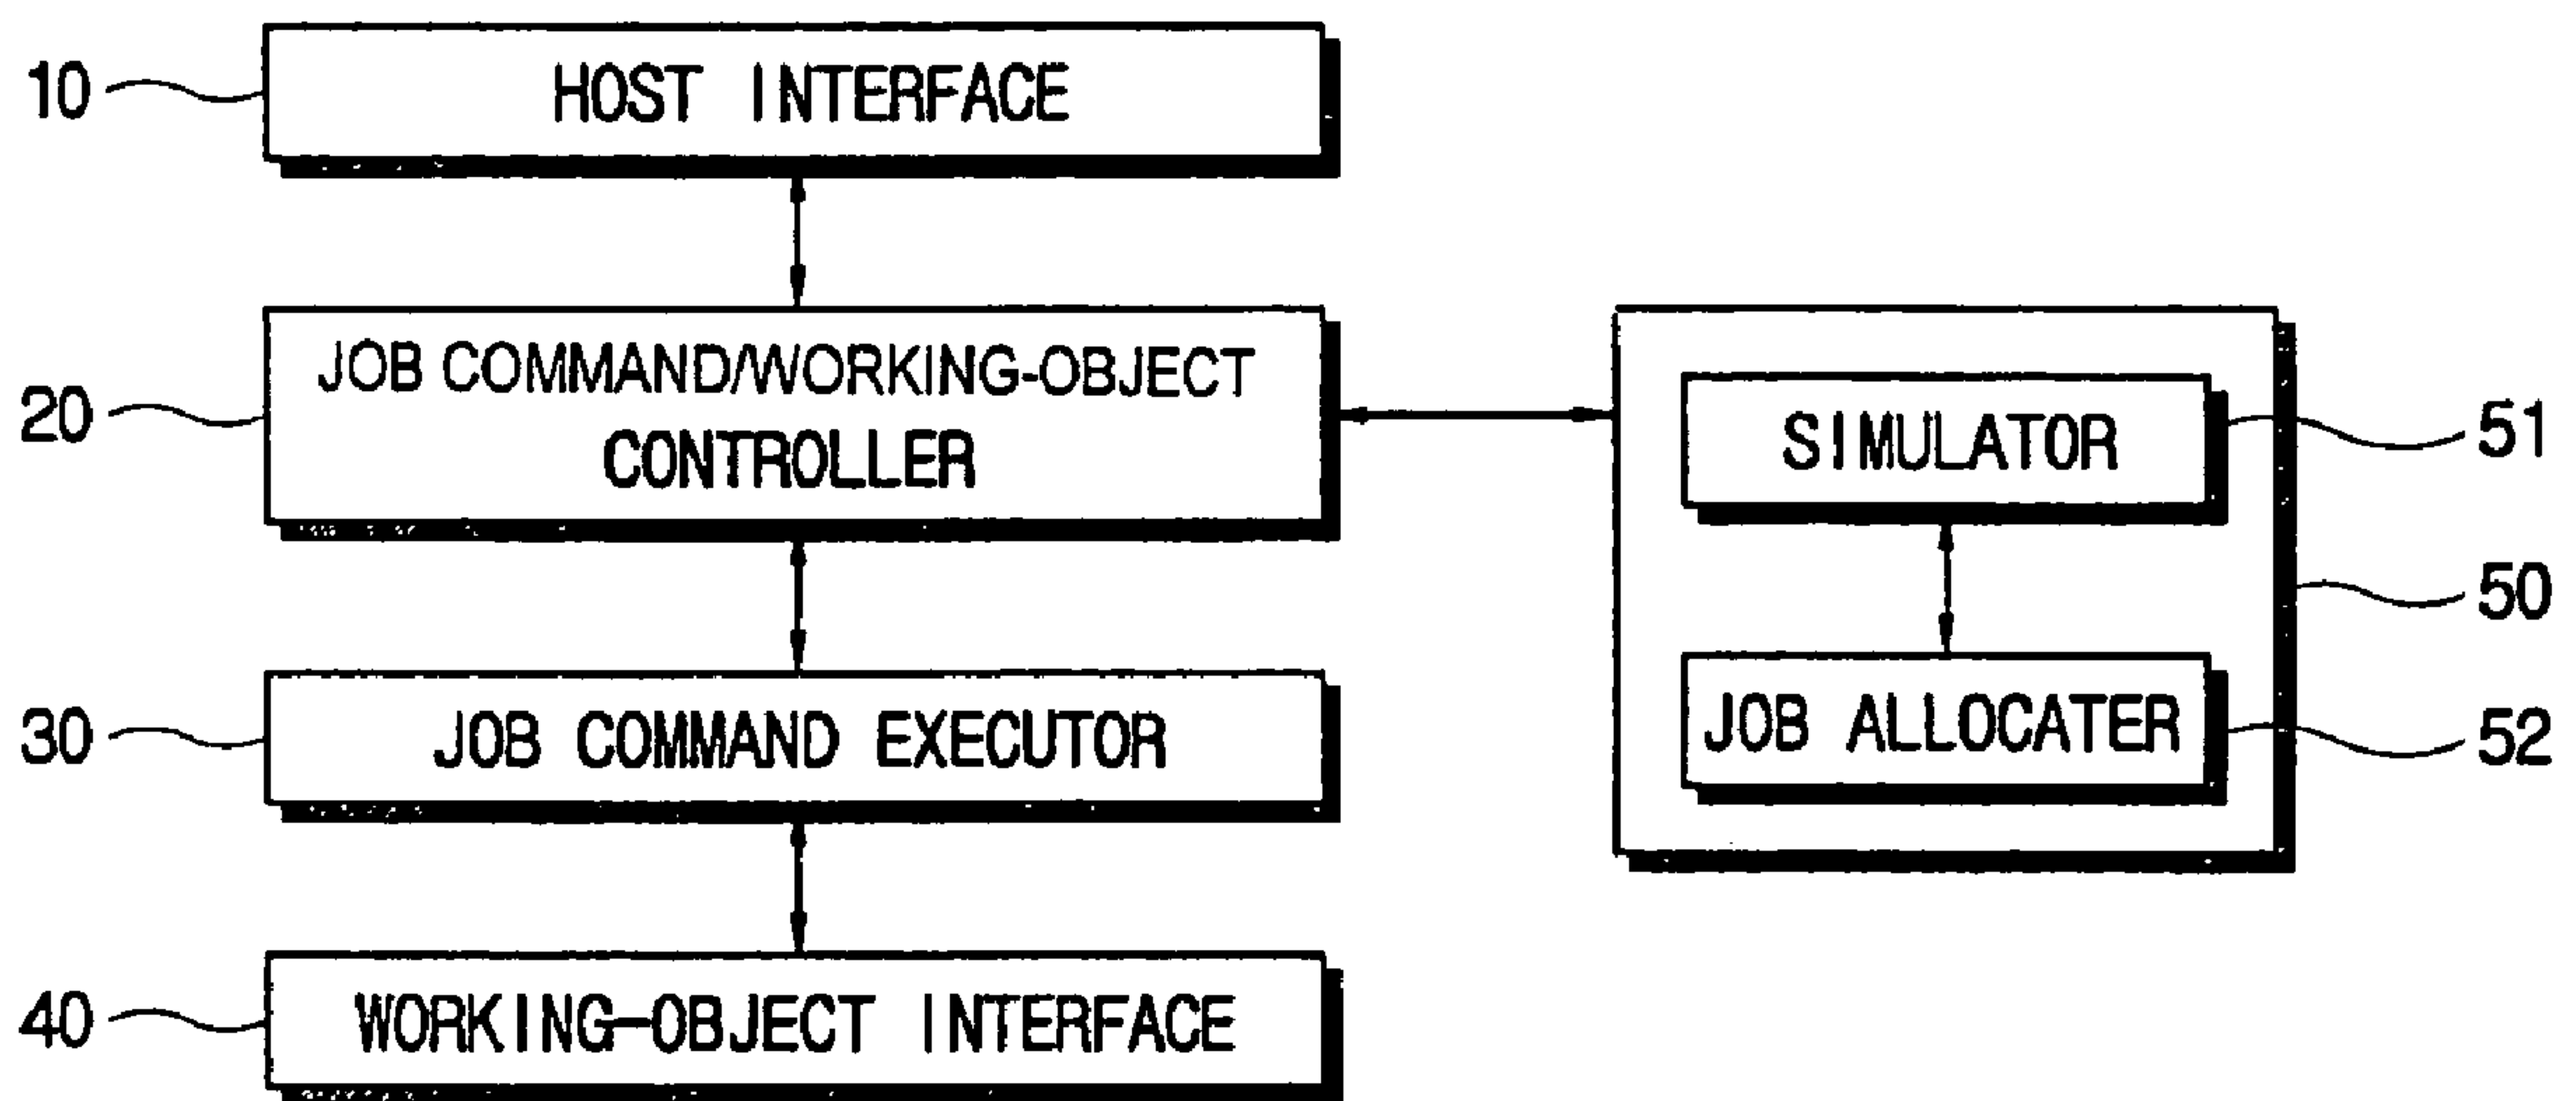 10
HOST INTERFACE
20
JOB COMMAND/WORKING-OBJECT
CONTROLLER
SIMULATOR
51
50
30
JOB COMMAND EXECUTOR
JOB ALLOCATER
52
40
WORKING-OBJECT INTERFACE